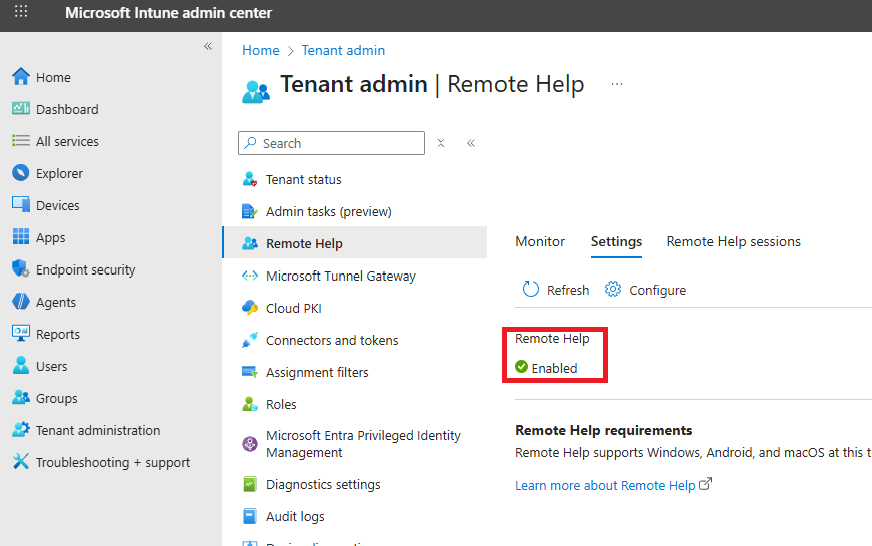 Microsoft Intune admin center
«
Home
Dashboard
All services
Explorer
Devices
Apps
Endpoint security
Agents
Reports
Users
Groups
Tenant administration
Troubleshooting + support
Home > Tenant admin
Tenant admin | Remote Help ...
Search
«
Tenant status
Admin tasks (preview)
Remote Help
Microsoft Tunnel Gateway
Cloud PKI
Connectors and tokens
Assignment filters
Roles
Microsoft Entra Privileged Identity
Management
Diagnostics settings
Audit logs
Monitor Settings Remote Help sessions
Refresh Configure
Remote Help
Enabled
Remote Help requirements
Remote Help supports Windows, Android, and macOS at this
Learn more about Remote Help